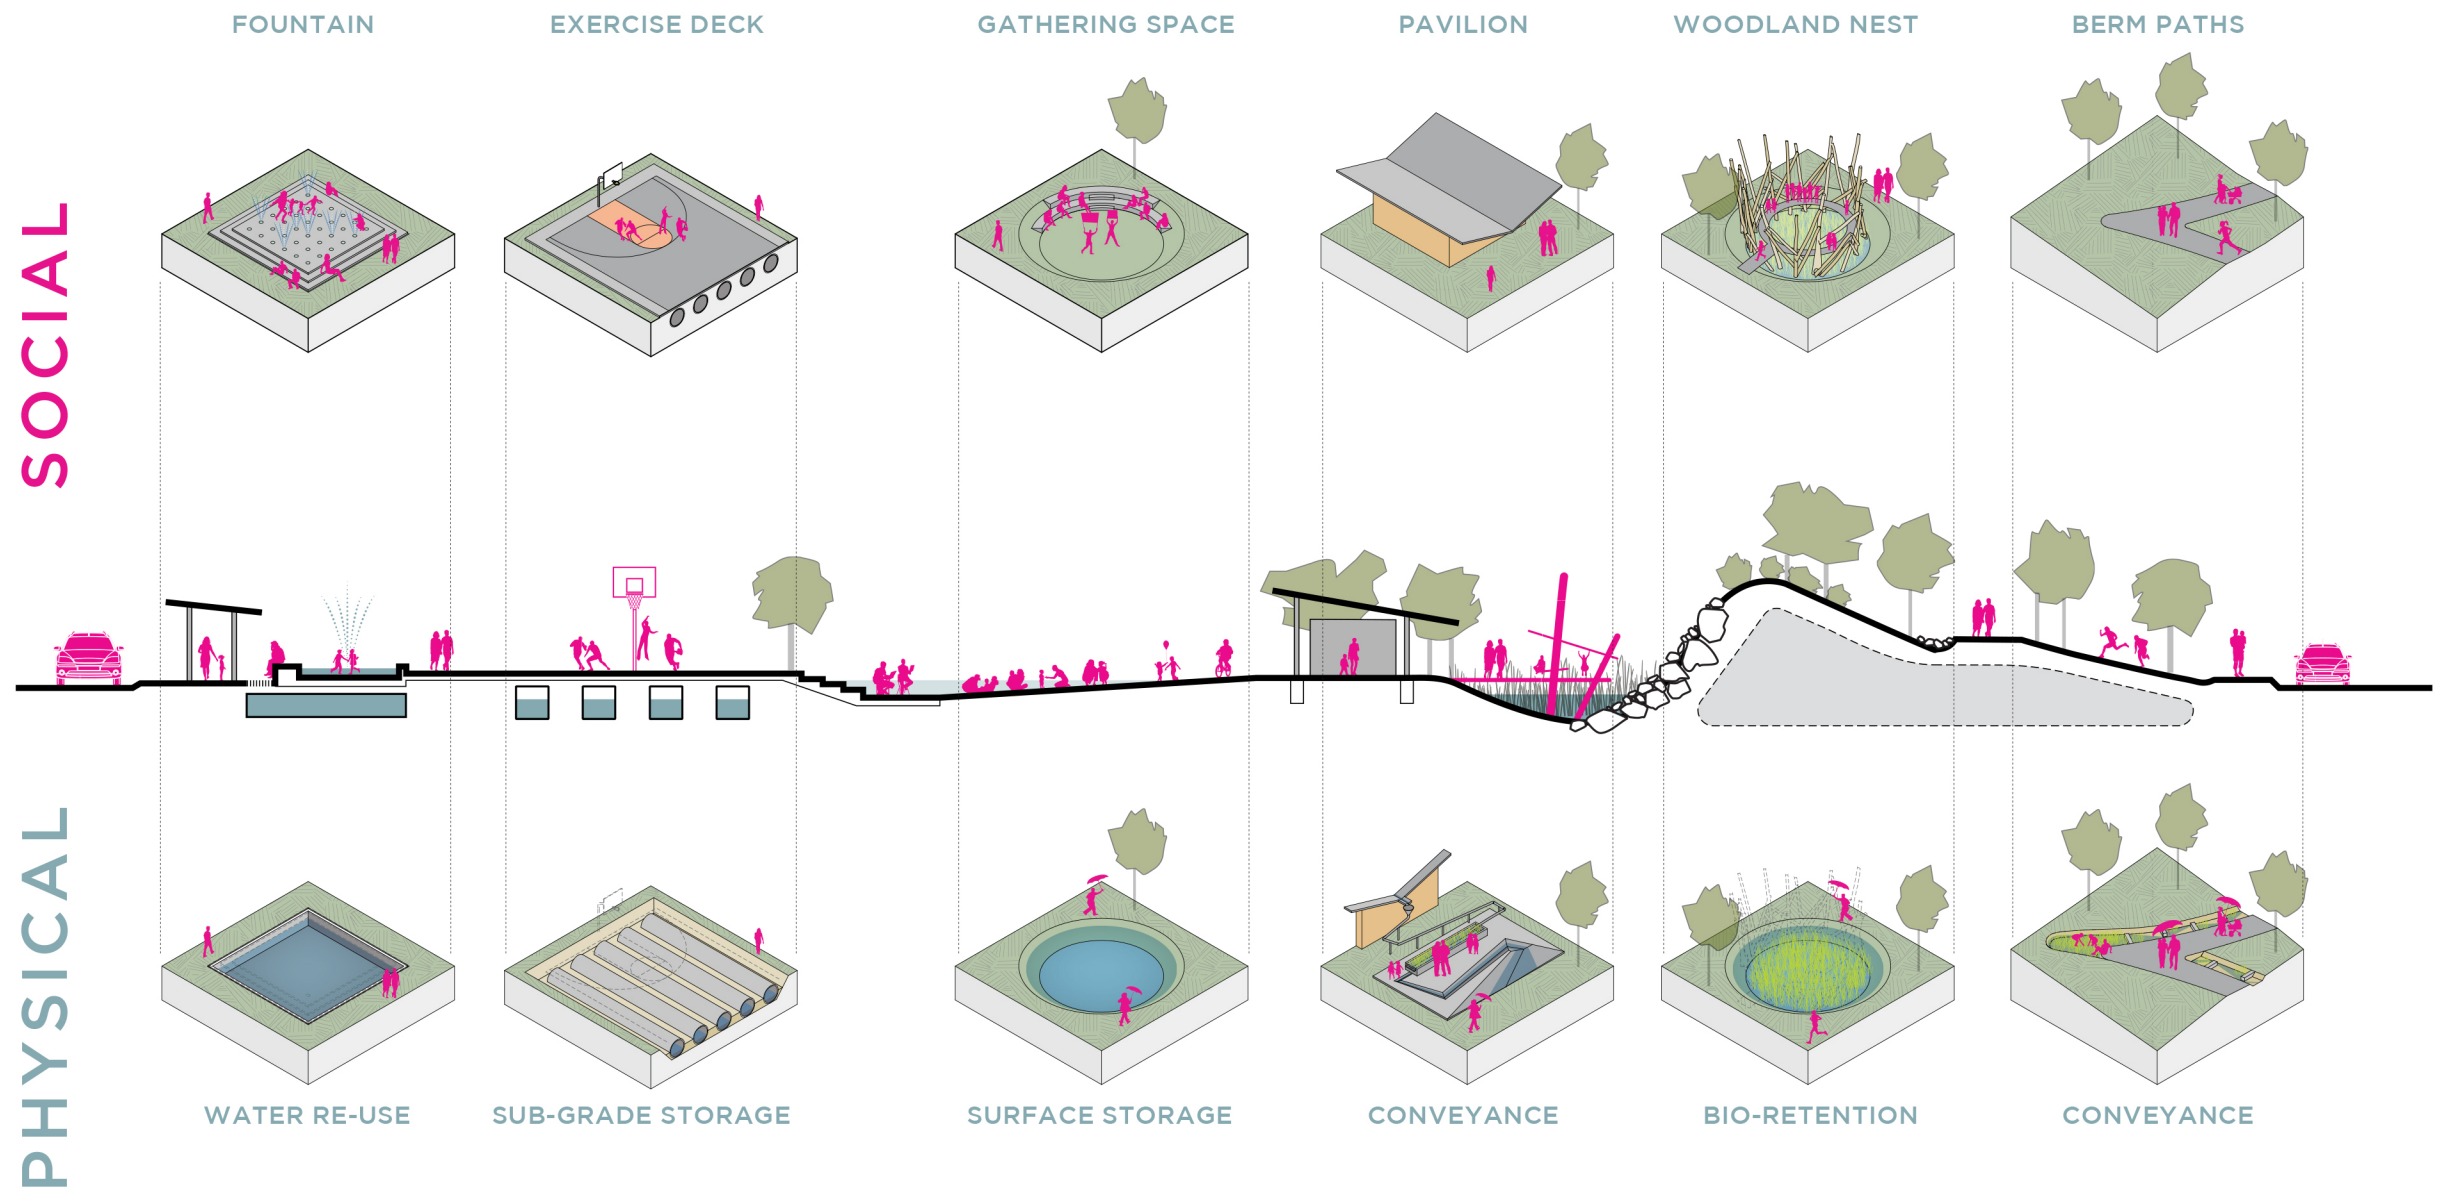 FOUNTAIN
EXERCISE DECK
GATHERING SPACE
PAVILION
WOODLAND NEST
BERM PATHS
SOCIAL
PHYSICAL
WATER RE-USE
SUB-GRADE STORAGE
SURFACE STORAGE
CONVEYANCE
BIO-RETENTION
CONVEYANCE